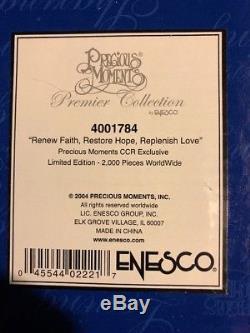 PRECIOUS
MOMENTS
Premier Collection
by ENESCO
4001784
"Renew Faith, Restore Hope, Replenish Love"
Precious Moments CCR Exclusive
Limited Edition - 2,000 Pieces WorldWide
© 2004 PRECIOUS MOMENTS, INC.
All rights reserved worldwide
LIC. ENESCO GROUP, INC.
ELK GROVE VILLAGE, IL 60007
MADE IN CHINA
www.enesco.com
0 45544 02221 7
ENESCO®